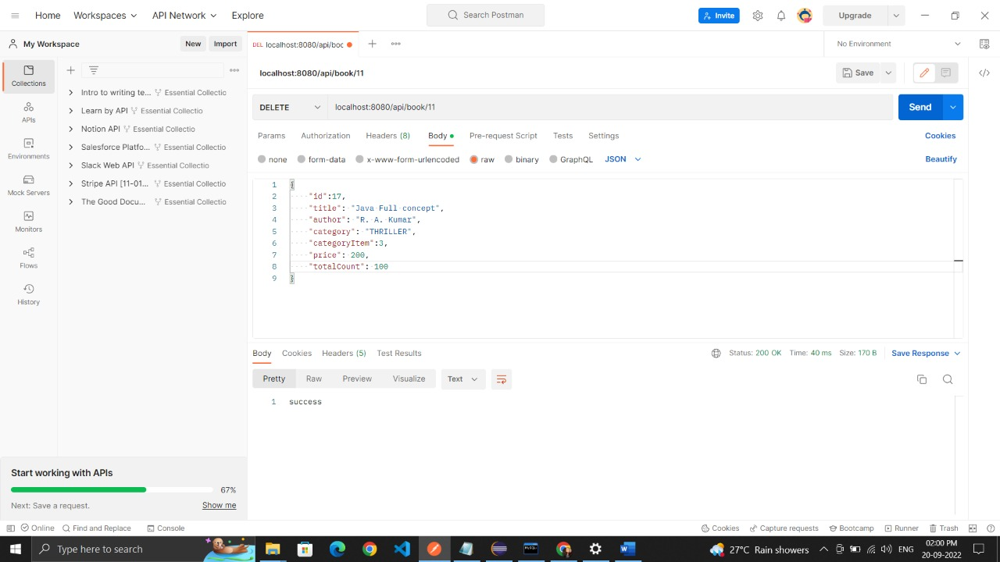 Home Workspaces API Network Explore Search Postman Invite Upgrade
My Workspace New Import DEL localhost:8080/api/boc No Environment
localhost:8080/api/book/11 Save
Collections
APIs
Environments
Mock Servers
Monitors
Flows
History
Intro to writing te... Essential Collectio
Learn by API Essential Collectio
Notion API Essential Collectio
Salesforce Platfo... Essential Collectio
Slack Web API Essential Collectio
Stripe API [11-01... Essential Collectio
The Good Docu... Essential Collectio
DELETE localhost:8080/api/book/11 Send
Params Authorization Headers (8) Body Pre-request Script Tests Settings Cookies
none form-data x-www-form-urlencoded raw binary GraphQL JSON Beautify
1 {
2 "id":17,
3 "title": "Java Full concept",
4 "author": "R. A. Kumar",
5 "category": "THRILLER",
6 "categoryItem":3,
7 "price": 200,
8 "totalCount": 100
9 }
Body Cookies Headers (5) Test Results Status: 200 OK Time: 40 ms Size: 170 B Save Response
Pretty Raw Preview Visualize Text
1 success
Start working with APIs
67%
Next: Save a request. Show me
Online Find and Replace Console Cookies Capture requests Bootcamp Runner Trash
Type here to search 27°C Rain showers ENG 02:00 PM
20-09-2022